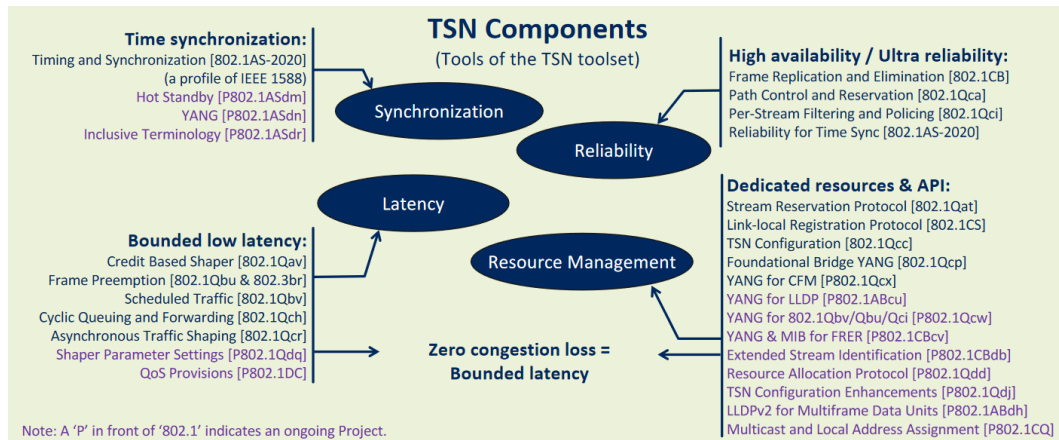 TSN Components
(Tools of the TSN toolset)
Time synchronization:
Timing and Synchronization [802.1AS-2020]
(a profile of IEEE 1588)
Hot Standby [P802.1ASdm]
YANG [P802.1ASdn]
Inclusive Terminology [P802.1ASdr]
Synchronization
High availability / Ultra reliability:
Frame Replication and Elimination [802.1CB]
Path Control and Reservation [802.1Qca]
Per-Stream Filtering and Policing [802.1Qci]
Reliability for Time Sync [802.1AS-2020]
Reliability
Latency
Bounded low latency:
Credit Based Shaper [802.1Qav]
Frame Preemption [802.1Qbu & 802.3br]
Scheduled Traffic [802.1Qbv]
Cyclic Queuing and Forwarding [802.1Qch]
Asynchronous Traffic Shaping [802.1Qcr]
Shaper Parameter Settings [P802.1Qdq]
QoS Provisions [P802.1DC]
Resource Management
Dedicated resources & API:
Stream Reservation Protocol [802.1Qat]
Link-local Registration Protocol [802.1CS]
TSN Configuration [802.1Qcc]
Foundational Bridge YANG [802.1Qcp]
YANG for CFM [P802.1Qcx]
YANG for LLDP [P802.1ABcu]
YANG for 802.1Qbv/Qbu/Qci [P802.1Qcw]
YANG & MIB for FRER [P802.1CBcv]
Extended Stream Identification [P802.1CBdb]
Resource Allocation Protocol [P802.1Qdd]
TSN Configuration Enhancements [P802.1Qdj]
LLDPv2 for Multiframe Data Units [P802.1ABdh]
Multicast and Local Address Assignment [P802.1CQ]
Zero congestion loss =
Bounded latency
Note: A 'P' in front of '802.1' indicates an ongoing Project.